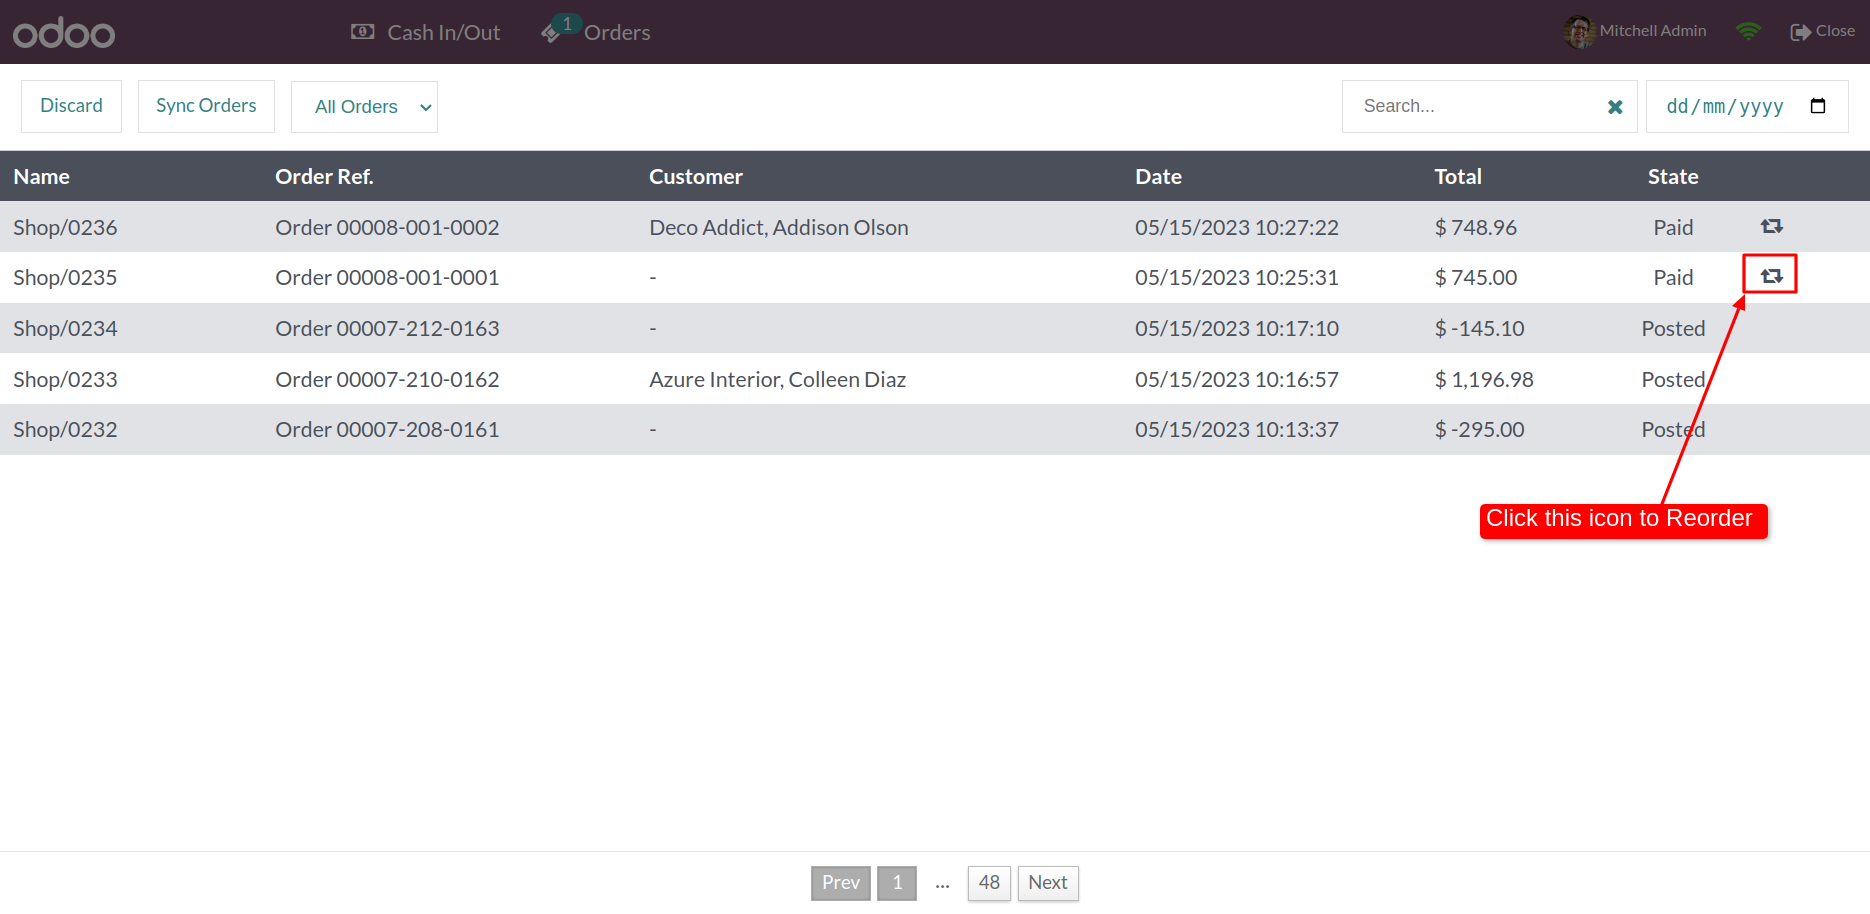 odoo Cash In/Out 1 Orders Mitchell Admin Close
Discard Sync Orders All Orders Search... dd/mm/yyyy
Name Order Ref. Customer Date Total State
Shop/0236 Order 00008-001-0002 Deco Addict, Addison Olson 05/15/2023 10:27:22 $ 748.96 Paid
Shop/0235 Order 00008-001-0001 - 05/15/2023 10:25:31 $ 745.00 Paid
Shop/0234 Order 00007-212-0163 - 05/15/2023 10:17:10 $ -145.10 Posted
Shop/0233 Order 00007-210-0162 Azure Interior, Colleen Diaz 05/15/2023 10:16:57 $ 1,196.98 Posted
Shop/0232 Order 00007-208-0161 - 05/15/2023 10:13:37 $ -295.00 Posted
Click this icon to Reorder
Prev 1 ... 48 Next